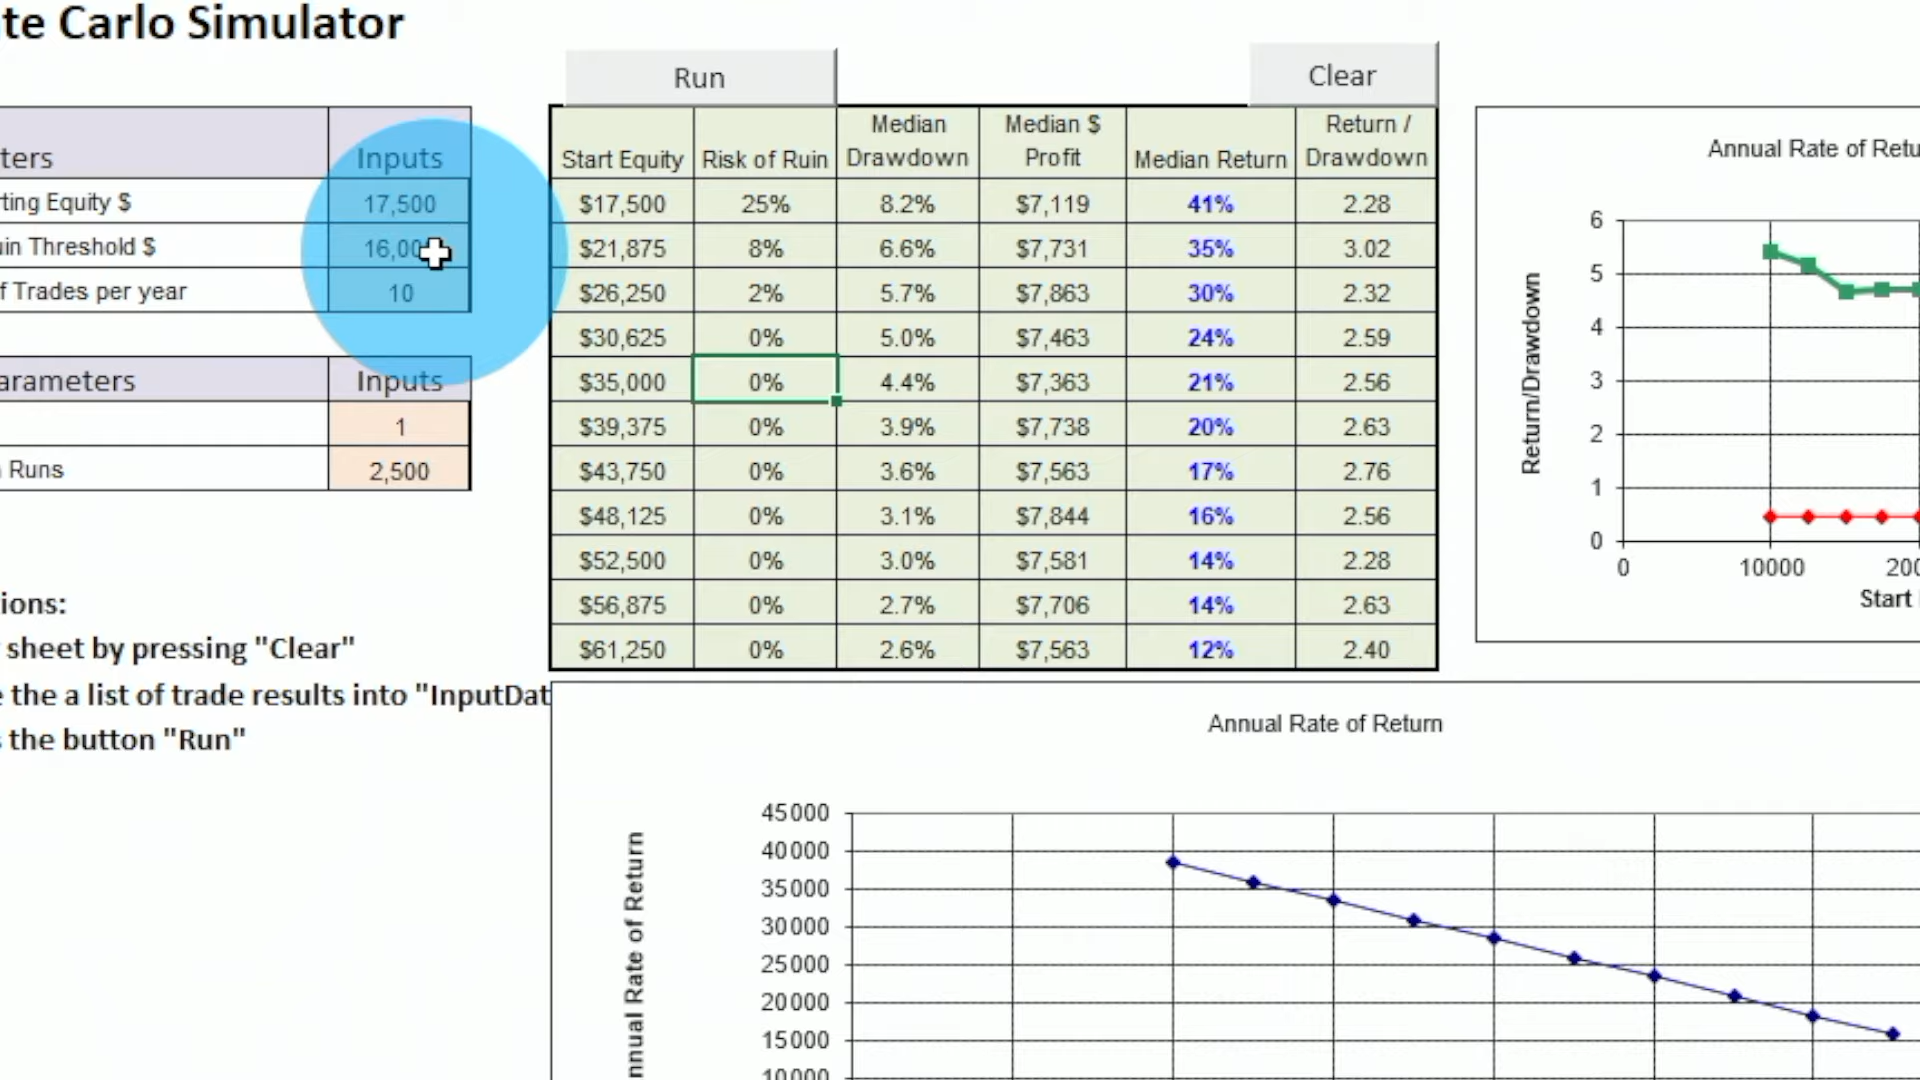 te Carlo Simulator
Run
Clear
ters Inputs
rting Equity $ 17,500
uin Threshold $ 16,00
f Trades per year 10
arameters Inputs
1
Runs 2,500
Start Equity Risk of Ruin Median Drawdown Median $ Profit Median Return Return / Drawdown
$17,500 25% 8.2% $7,119 41% 2.28
$21,875 8% 6.6% $7,731 35% 3.02
$26,250 2% 5.7% $7,863 30% 2.32
$30,625 0% 5.0% $7,463 24% 2.59
$35,000 0% 4.4% $7,363 21% 2.56
$39,375 0% 3.9% $7,738 20% 2.63
$43,750 0% 3.6% $7,563 17% 2.76
$48,125 0% 3.1% $7,844 16% 2.56
$52,500 0% 3.0% $7,581 14% 2.28
$56,875 0% 2.7% $7,706 14% 2.63
$61,250 0% 2.6% $7,563 12% 2.40
ions:
sheet by pressing "Clear"
e the a list of trade results into "InputDat
s the button "Run"
Annual Rate of Retu
Return/Drawdown
6
5
4
3
2
1
0
0 10000 200
Start
Annual Rate of Return
nnual Rate of Return
45000
40000
35000
30000
25000
20000
15000
10000